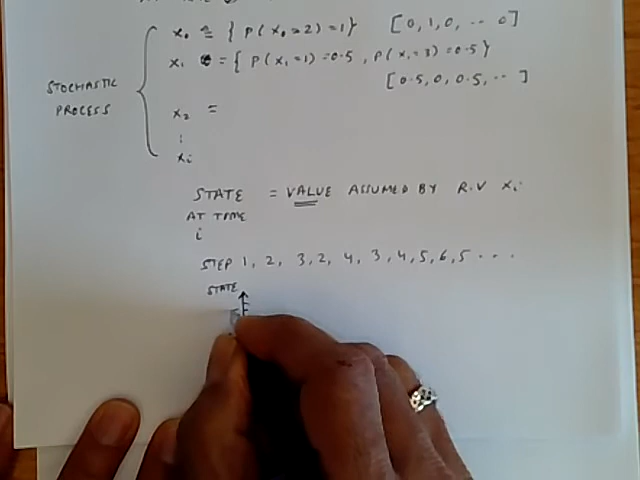 X₀ ≙ { P(X₀=2)=1} [0, 1, 0, ·· 0]
X₁ = { P(X₁=1)=0.5, P(X₁=3)=0.5}
[0.5, 0, 0.5, ·· ]
STOCHASTIC
PROCESS
X₂ =
⋮
Xi
STATE = VALUE ASSUMED BY R.V Xi
AT TIME
i
STEP 1, 2, 3, 2, 4, 3, 4, 5, 6, 5 ...
STATE